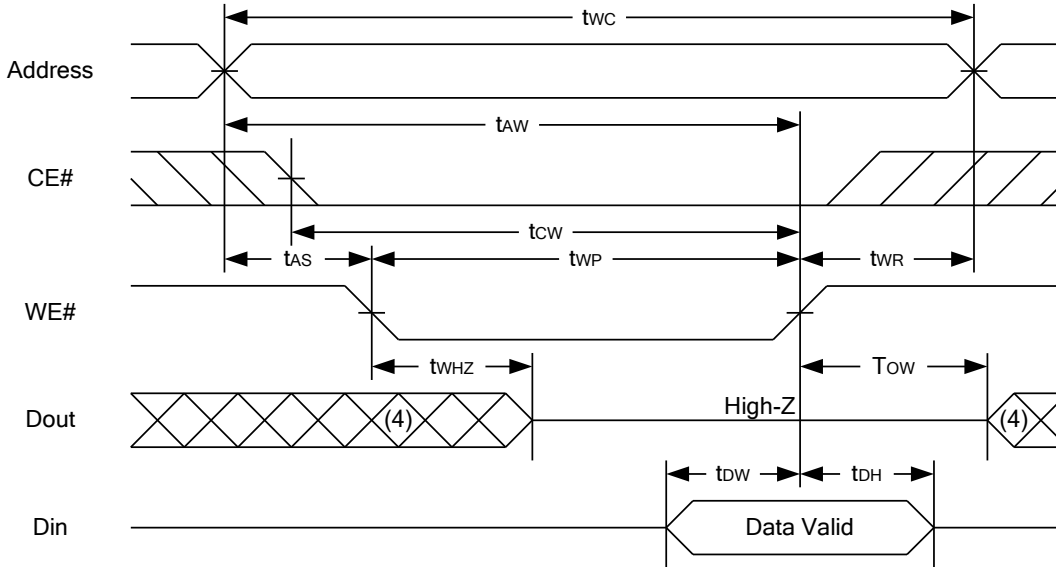 tWC
Address
tAW
CE#
tCW
tAS tWP tWR
WE#
tWHZ TOW
Dout (4) High-Z (4)
tDW tDH
Din Data Valid